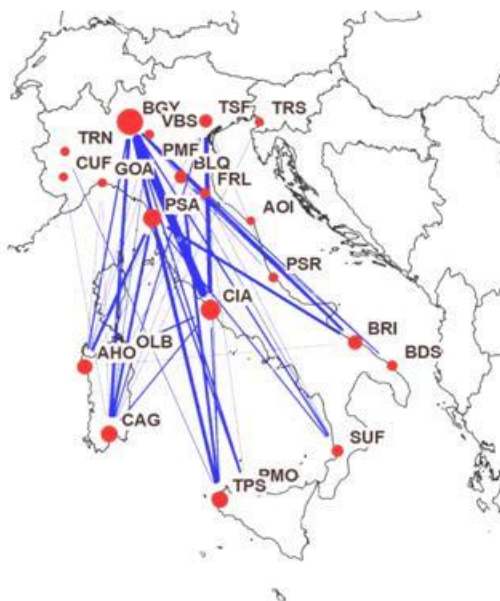 BGY
VBS
TSF
TRS
TRN
PMF
BLQ
CUF
GOA
FRL
PSA
AOI
PSR
CIA
OLB
AHO
BRI
BDS
CAG
SUF
PMO
TPS